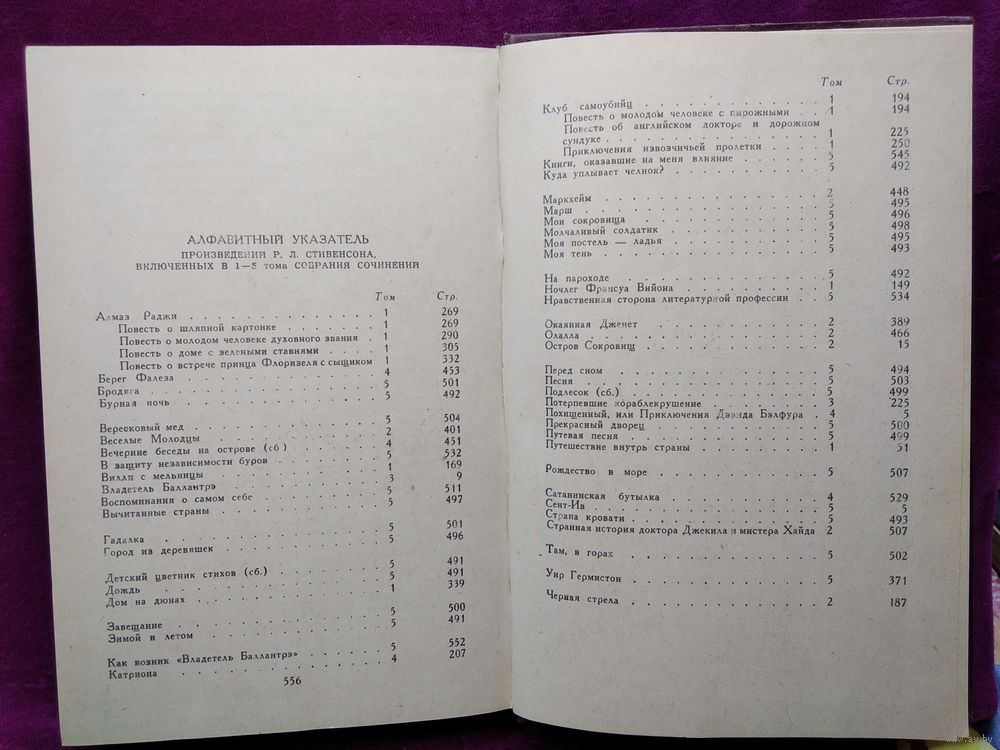 АЛФАВИТНЫЙ УКАЗАТЕЛЬ
ПРОИЗВЕДЕНИЙ Р. Л. СТИВЕНСОНА,
ВКЛЮЧЕННЫХ В 1—5 тома СОБРАНИЯ СОЧИНЕНИЙ
Том Стр.
Алмаз Раджи . . . . . . . . . . 1 269
Повесть о шляпной картонке . . . . . 1 269
Повесть о молодом человеке духовного звания . 1 290
Повесть о доме с зелеными ставнями . . . . 1 305
Повесть о встрече принца Флоризеля с сыщиком 1 332
Берег Фалеза . . . . . . . . . . 4 453
Бродяга . . . . . . . . . . 5 501
Бурная ночь . . . . . . . . . . 5 492
Вересковый мед . . . . . . . . . . 5 504
Веселые Молодцы . . . . . . . . . . 2 401
Вечерние беседы на острове (сб.) . . . . . 4 451
В защиту независимости буров . . . . . . 5 532
Вилли с мельницы . . . . . . . . . . 1 169
Владетель Баллантрэ . . . . . . . . . . 3 9
Воспоминания о самом себе . . . . . . . 5 511
Вычитанные страны . . . . . . . . . . 5 497
Гадалка . . . . . . . . . . 5 501
Город из деревяшек . . . . . . . . . . 5 496
Детский цветник стихов (сб.) . . . . . . 5 491
Дождь . . . . . . . . . . 5 491
Дом на дюнах . . . . . . . . . . 1 339
Завещание . . . . . . . . . . 5 500
Зимой и летом . . . . . . . . . . 5 491
Как возник «Владетель Баллантрэ» . . . . . 5 552
Катриона . . . . . . . . . . 4 207
556
Том Стр.
Клуб самоубийц . . . . . . . . . . 1 194
Повесть о молодом человеке с пирожными . . 1 194
Повесть об английском докторе и дорожном
сундуке . . . . . . . . . . 1 225
Приключения извозчичьей пролетки . . . . 1 250
Книги, оказавшие на меня влияние . . . . . 5 545
Куда уплывает челнок? . . . . . . . . . . 5 492
Маркхейм . . . . . . . . . . 2 448
Марш . . . . . . . . . . 5 495
Мои сокровища . . . . . . . . . . 5 496
Молчаливый солдатик . . . . . . . . . . 5 498
Моя постель — ладья . . . . . . . . . . 5 495
Моя тень . . . . . . . . . . 5 493
На пароходе . . . . . . . . . . 5 492
Ночлег Франсуа Вийона . . . . . . . . . 1 149
Нравственная сторона литературной профессии . . 5 534
Окаянная Дженет . . . . . . . . . . 2 389
Олалла . . . . . . . . . . 2 466
Остров Сокровищ . . . . . . . . . . 2 15
Перед сном . . . . . . . . . . 5 494
Песня . . . . . . . . . . 5 503
Подлесок (сб.) . . . . . . . . . . 5 499
Потерпевшие кораблекрушение . . . . . . 3 225
Похищенный, или Приключения Дэвида Бэлфура . 4 5
Прекрасный дворец . . . . . . . . . . 5 500
Путевая песня . . . . . . . . . . 5 499
Путешествие внутрь страны . . . . . . . 1 51
Рождество в море . . . . . . . . . . 5 507
Сатанинская бутылка . . . . . . . . . . 4 529
Сент-Ив . . . . . . . . . . 5 5
Страна кровати . . . . . . . . . . 5 493
Странная история доктора Джекила и мистера Хайда 2 507
Там, в горах . . . . . . . . . . 5 502
Уир Гермистон . . . . . . . . . . 5 371
Черная стрела . . . . . . . . . . 2 187
www.ay.by